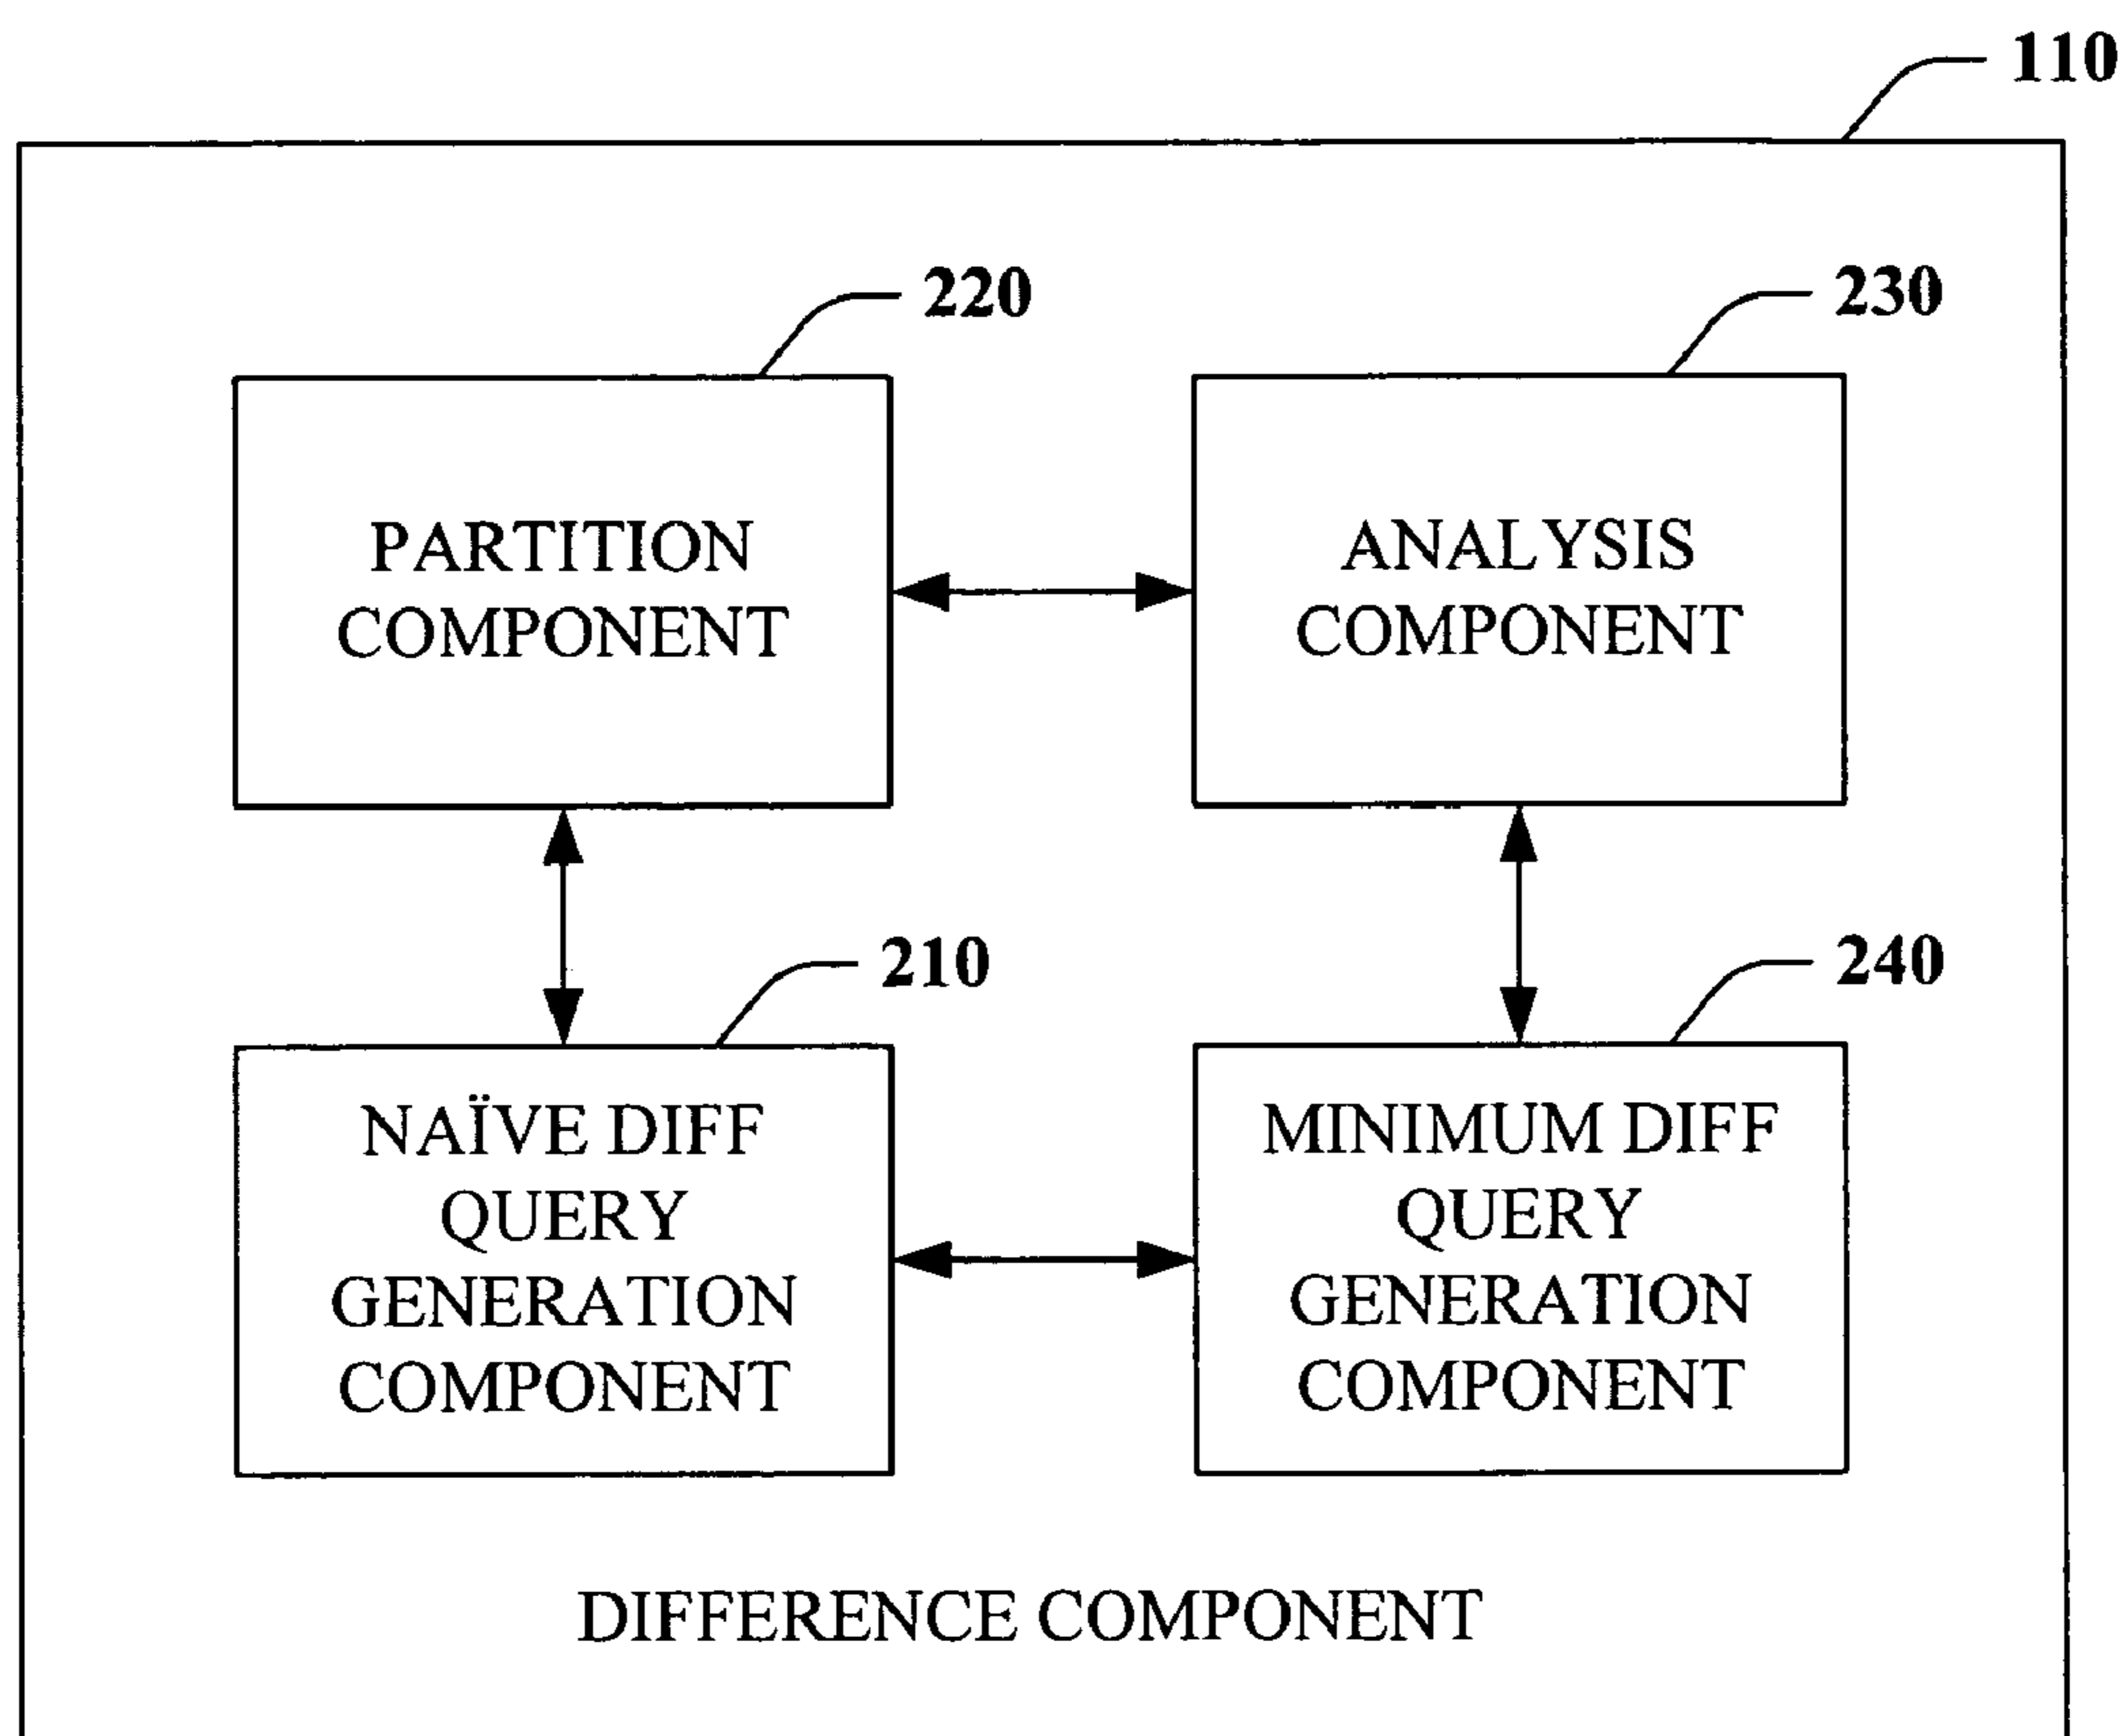 110
220
230
PARTITION
COMPONENT
ANALYSIS
COMPONENT
210
240
NAÏVE DIFF
QUERY
GENERATION
COMPONENT
MINIMUM DIFF
QUERY
GENERATION
COMPONENT
DIFFERENCE COMPONENT